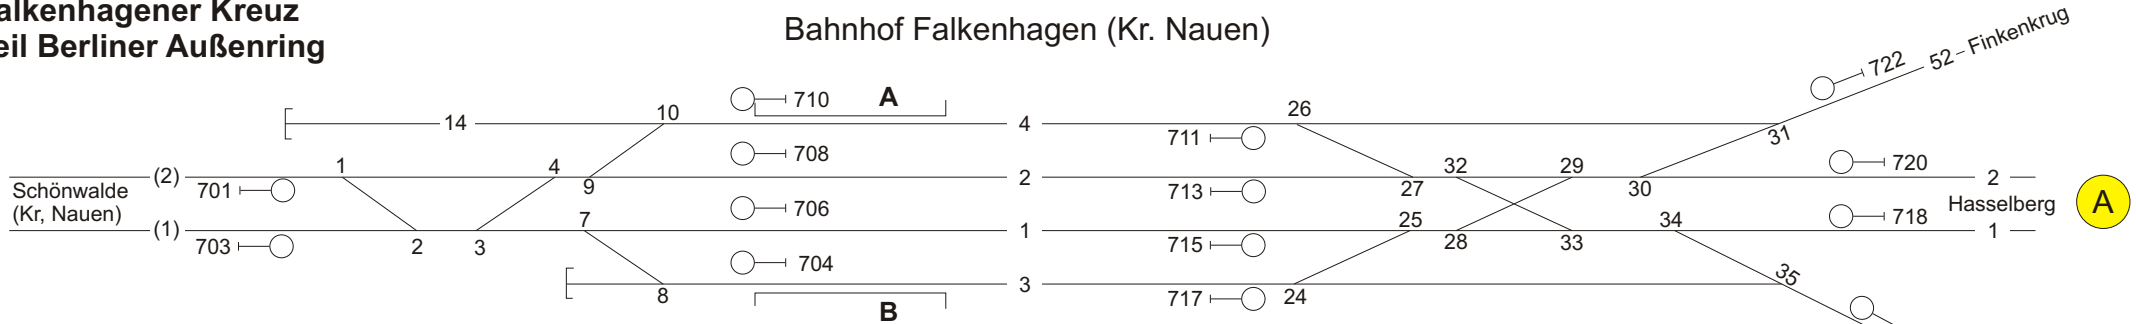 alkenhagener Kreuz
eil Berliner Außenring
Bahnhof Falkenhagen (Kr. Nauen)
52 – Finkenkrug
722
710 A
14 10 4 26
711 31
708
1 4 32 29 720
(2) 9 2 27 30 2
Schönwalde
(Kr, Nauen)
701 713
706 Hasselberg A
7 25 34 718
(1) 1 1
703 2 3 715 28 33
704
35
8 3 717 24
B